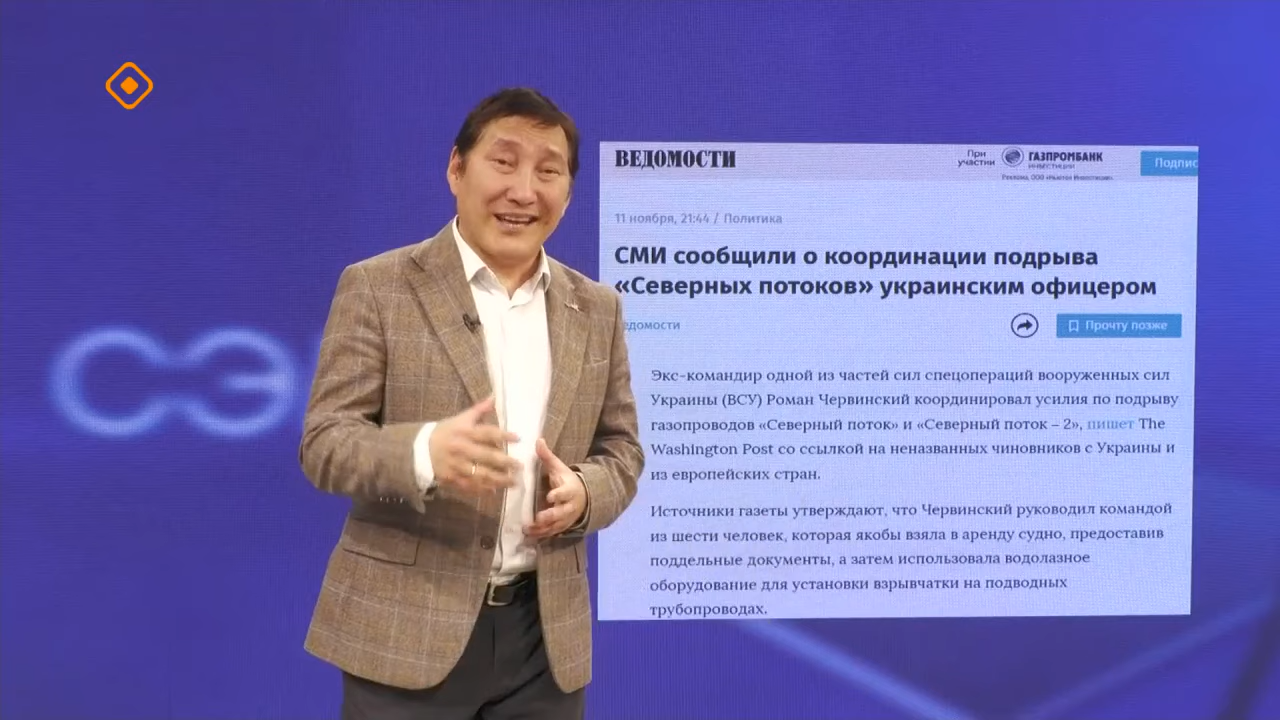 ВЕДОМОСТИ
При участии
ГАЗПРОМБАНК
ИНВЕСТИЦИИ
Подпис
11 ноября, 21:44 / Политика
СМИ сообщили о координации подрыва
«Северных потоков» украинским офицером
едомости
Прочту позже
Экс-командир одной из частей сил спецопераций вооруженных сил
Украины (ВСУ) Роман Червинский координировал усилия по подрыву
газопроводов «Северный поток» и «Северный поток – 2», пишет The
Washington Post со ссылкой на неназванных чиновников с Украины и
из европейских стран.
Источники газеты утверждают, что Червинский руководил командой
из шести человек, которая якобы взяла в аренду судно, предоставив
поддельные документы, а затем использовала водолазное
оборудование для установки взрывчатки на подводных
трубопроводах.
СЭ